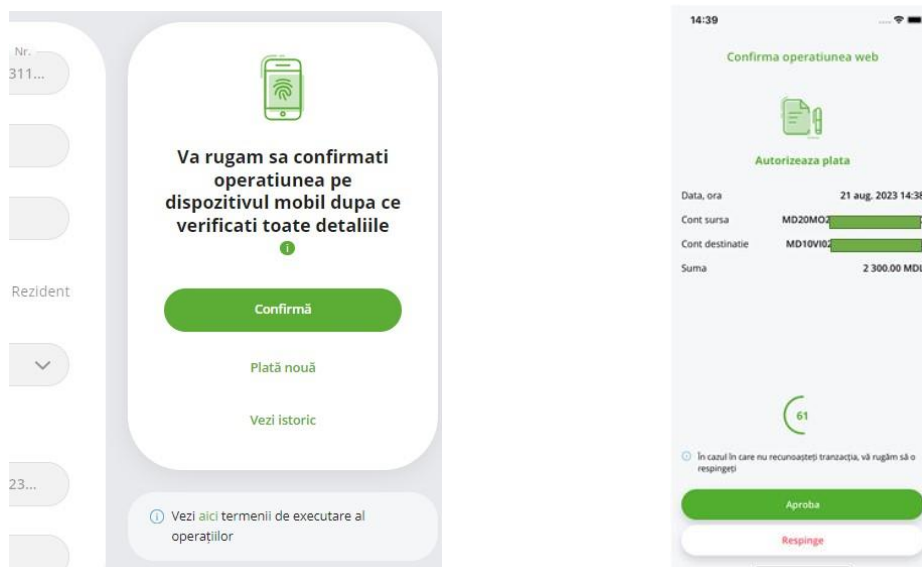 Nr.
311...
Rezident
23...
Va rugam sa confirmati
operatiunea pe
dispozitivul mobil dupa ce
verificati toate detaliile
Confirmă
Plată nouă
Vezi istoric
Vezi aici termenii de executare al
operațiilor
14:39
Confirma operatiunea web
Autorizeaza plata
Data, ora 21 aug. 2023 14:38
Cont sursa MD20MO2
Cont destinatie MD10VI02
Suma 2 300.00 MDL
61
În cazul în care nu recunoașteți tranzacția, vă rugăm să o
respingeți
Aproba
Respinge